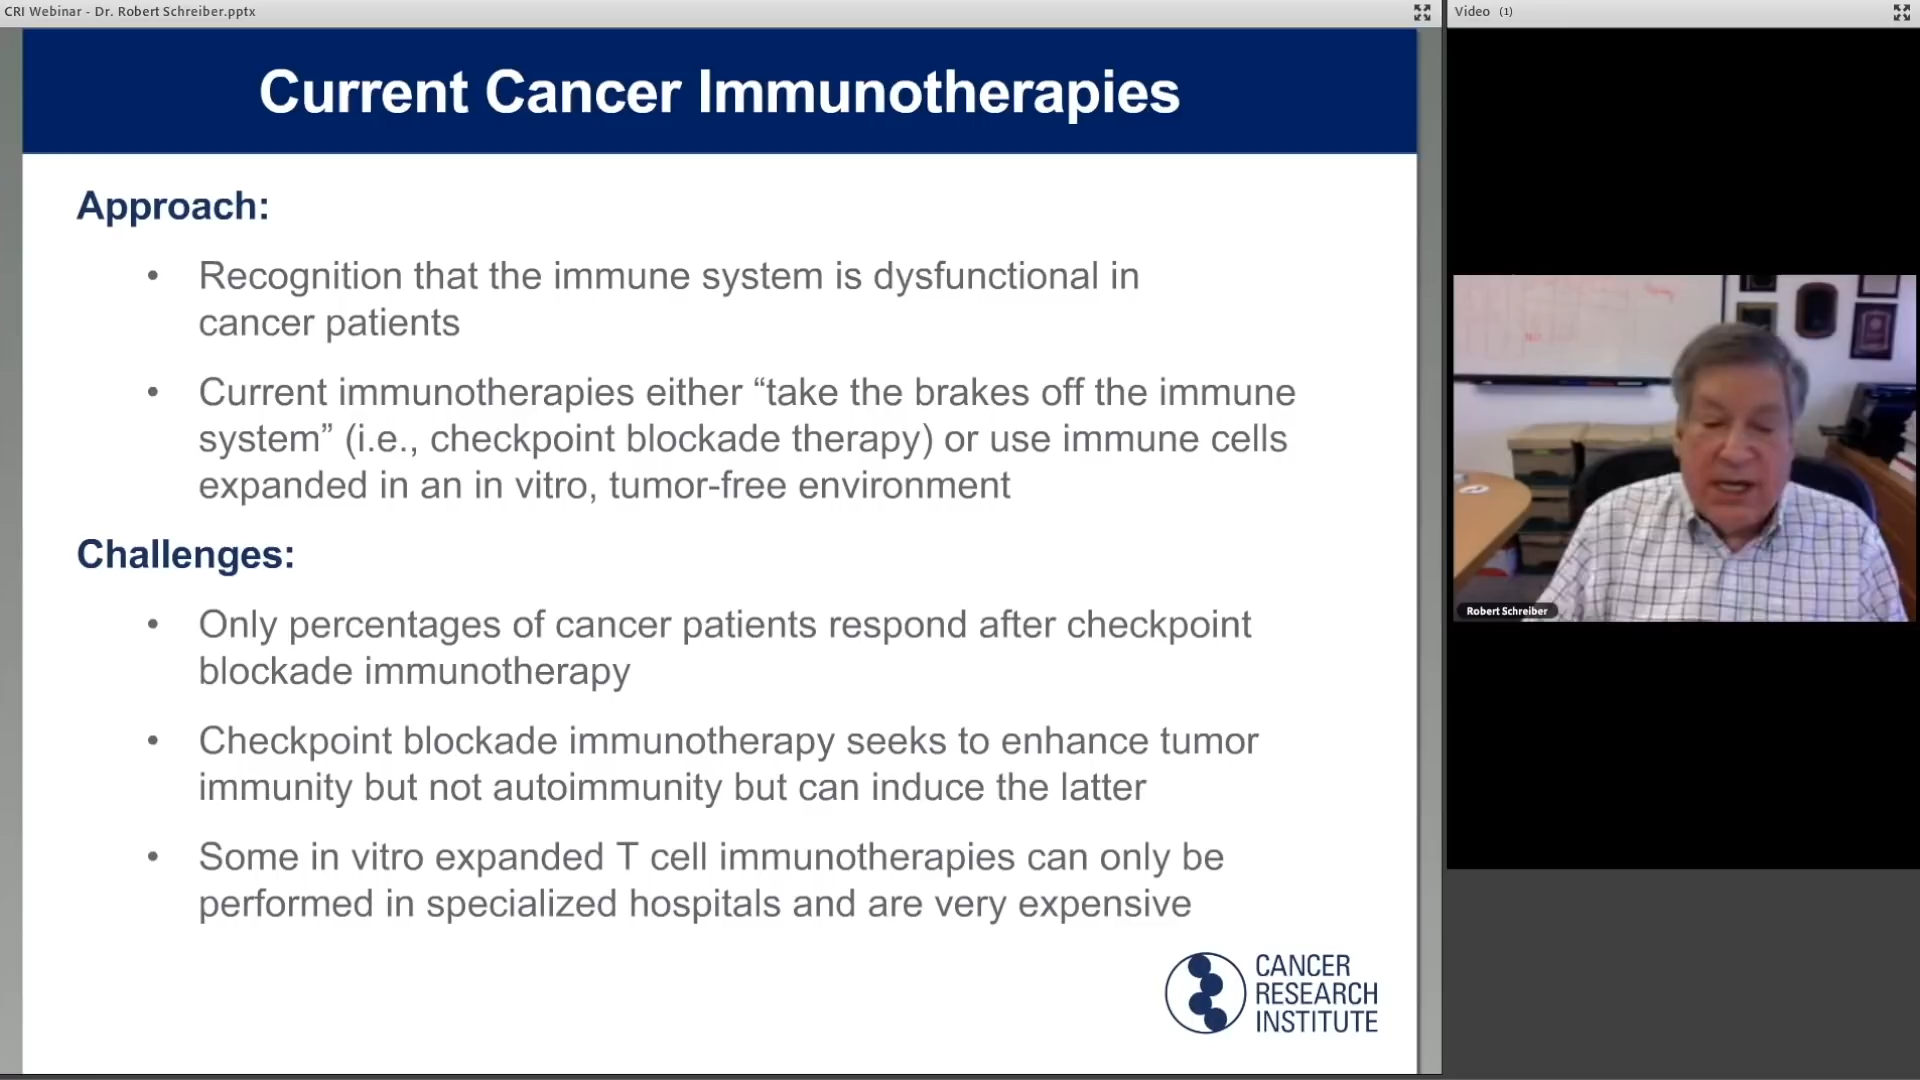 CRI Webinar - Dr. Robert Schreiber.pptx
Video (1)
Current Cancer Immunotherapies
Approach:
• Recognition that the immune system is dysfunctional in
cancer patients
• Current immunotherapies either “take the brakes off the immune
system” (i.e., checkpoint blockade therapy) or use immune cells
expanded in an in vitro, tumor-free environment
Challenges:
• Only percentages of cancer patients respond after checkpoint
blockade immunotherapy
• Checkpoint blockade immunotherapy seeks to enhance tumor
immunity but not autoimmunity but can induce the latter
• Some in vitro expanded T cell immunotherapies can only be
performed in specialized hospitals and are very expensive
CANCER
RESEARCH
INSTITUTE
Robert Schreiber